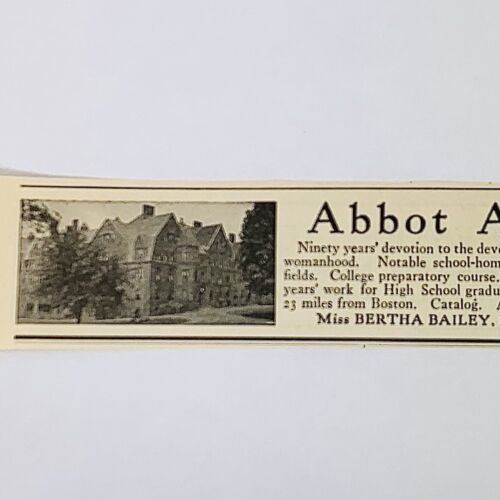 Abbot A
Ninety years' devotion to the deve
womanhood. Notable school-hom
fields. College preparatory course.
years' work for High School gradu
23 miles from Boston. Catalog. A
Miss BERTHA BAILEY,